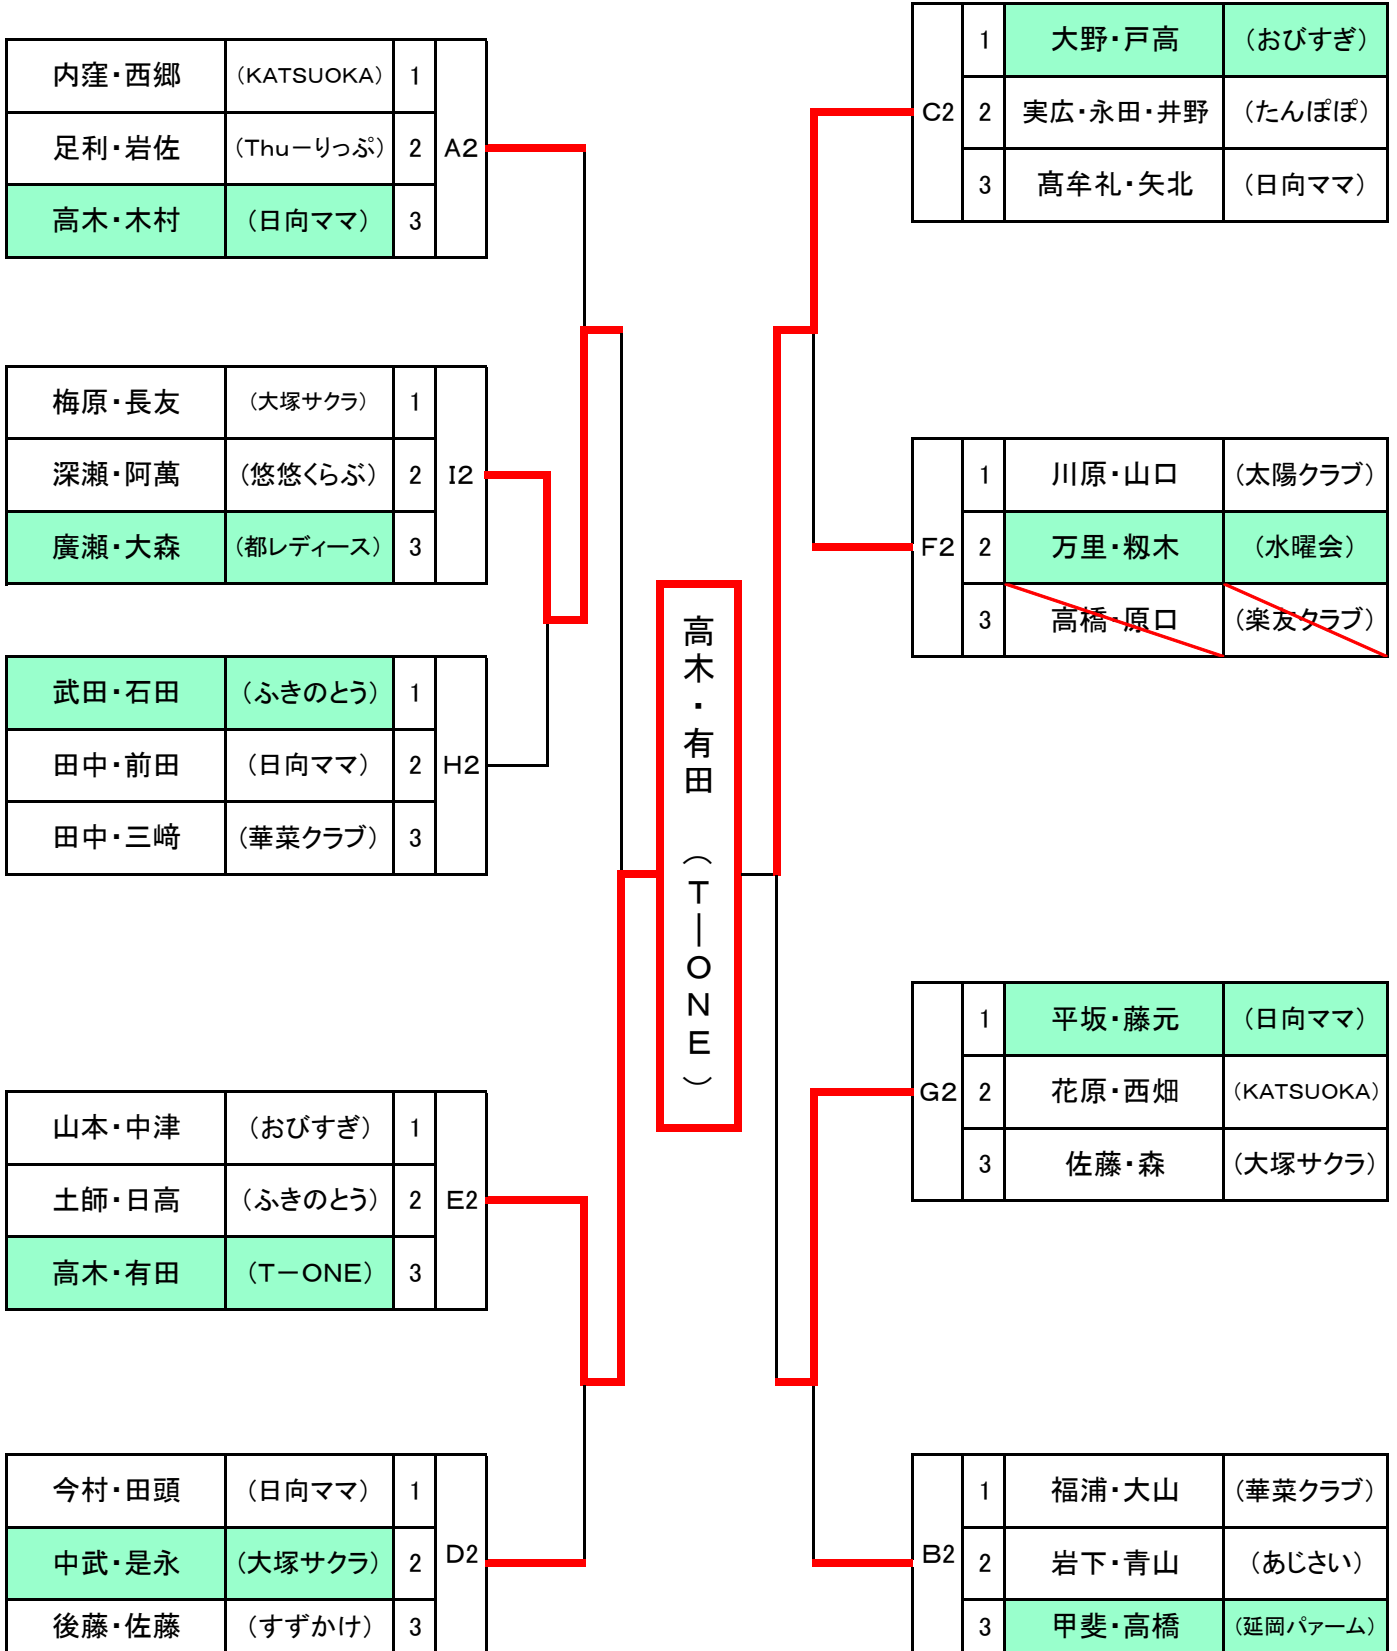 内窪・西郷 (KATSUOKA) 1
足利・岩佐 (Thuーりっぷ) 2 A2
高木・木村 (日向ママ) 3
梅原・長友 (大塚サクラ) 1
深瀬・阿萬 (悠悠くらぶ) 2 I2
廣瀬・大森 (都レディース) 3
武田・石田 (ふきのとう) 1
田中・前田 (日向ママ) 2 H2
田中・三﨑 (華菜クラブ) 3
山本・中津 (おびすぎ) 1
土師・日高 (ふきのとう) 2 E2
高木・有田 (T－ONE) 3
今村・田頭 (日向ママ) 1
中武・是永 (大塚サクラ) 2 D2
後藤・佐藤 (すずかけ) 3
高木・有田 (T－ONE)
1 大野・戸高 (おびすぎ)
C2 2 実広・永田・井野 (たんぽぽ)
3 髙牟礼・矢北 (日向ママ)
1 川原・山口 (太陽クラブ)
F2 2 万里・籾木 (水曜会)
3 高橋・原口 (楽友クラブ)
1 平坂・藤元 (日向ママ)
G2 2 花原・西畑 (KATSUOKA)
3 佐藤・森 (大塚サクラ)
1 福浦・大山 (華菜クラブ)
B2 2 岩下・青山 (あじさい)
3 甲斐・高橋 (延岡パァーム)